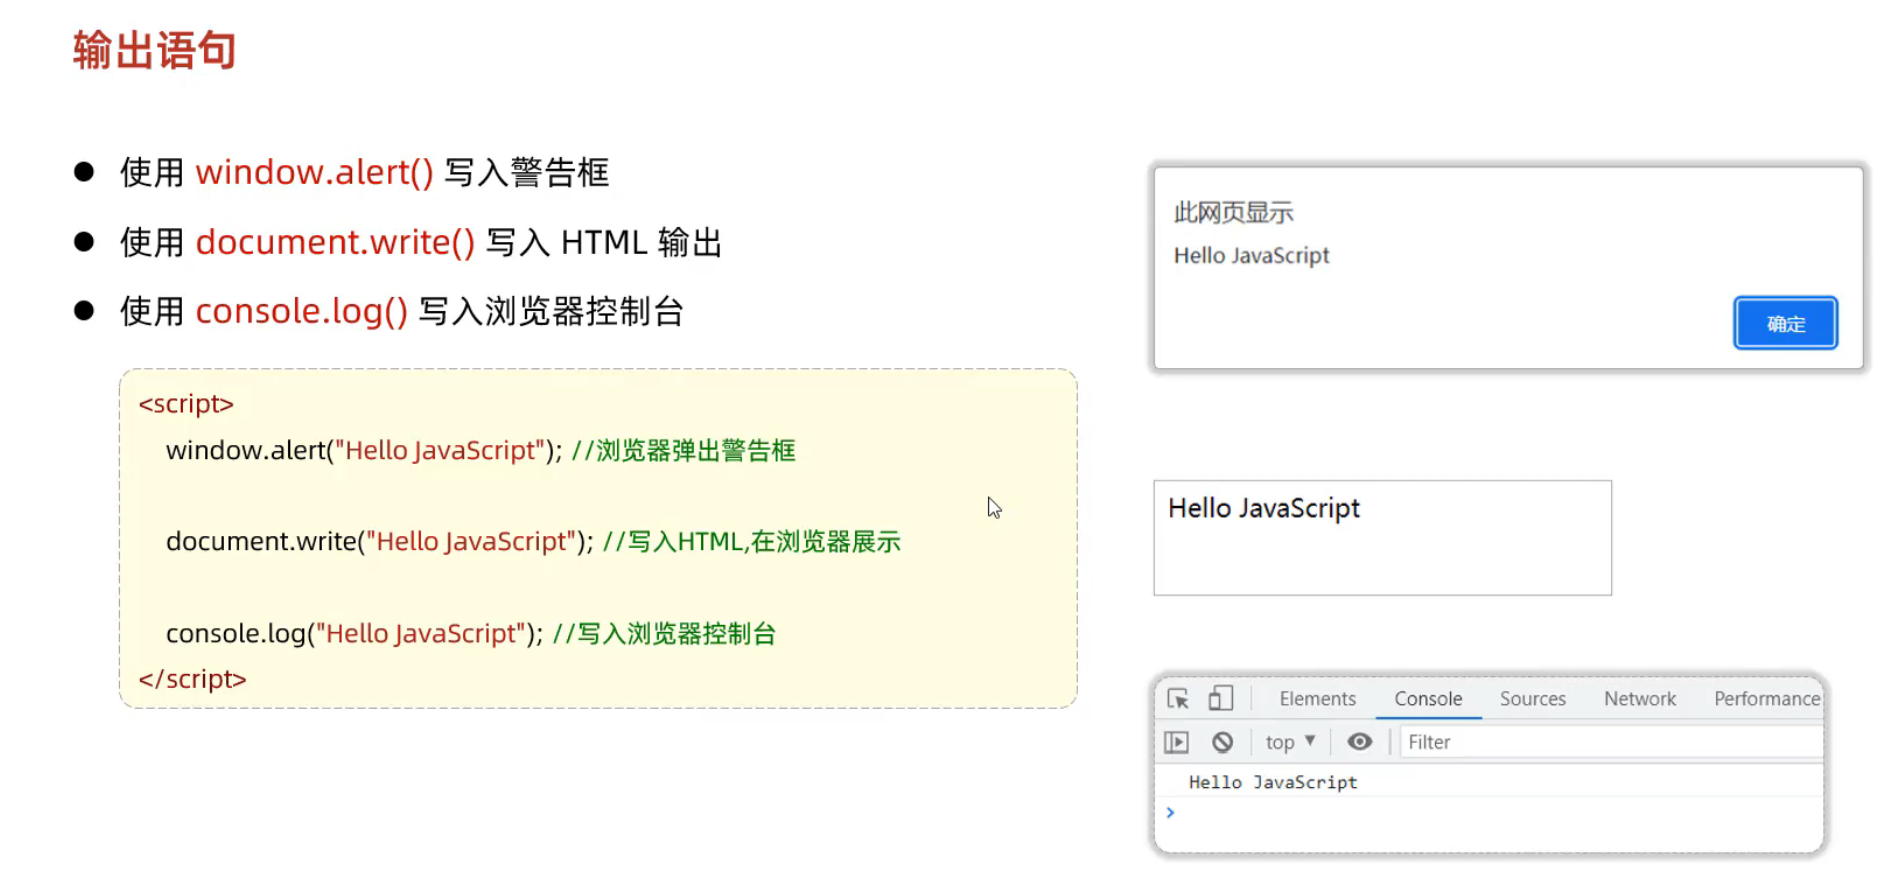 输出语句
● 使用 window.alert() 写入警告框
● 使用 document.write() 写入 HTML 输出
● 使用 console.log() 写入浏览器控制台
<script>
window.alert("Hello JavaScript"); //浏览器弹出警告框
document.write("Hello JavaScript"); //写入HTML,在浏览器展示
console.log("Hello JavaScript"); //写入浏览器控制台
</script>
此网页显示
Hello JavaScript
确定
Hello JavaScript
Elements Console Sources Network Performance
top ▼ Filter
Hello JavaScript
>